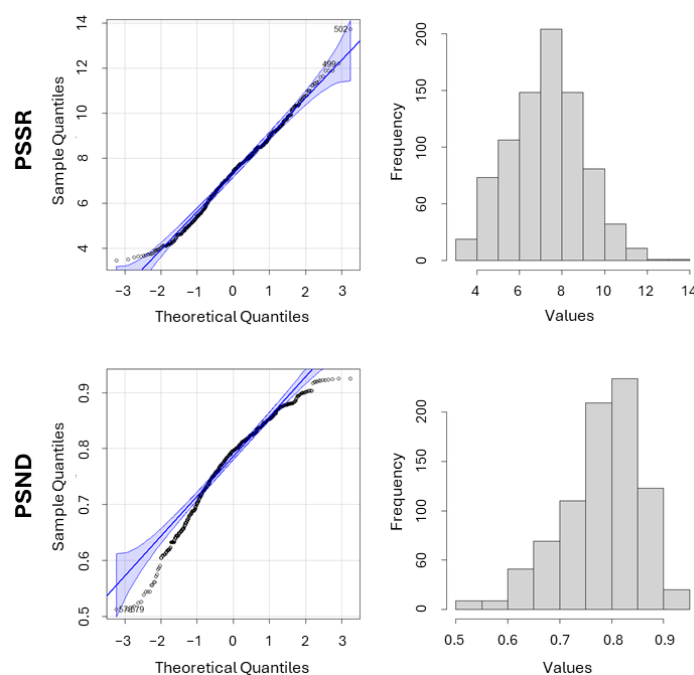 PSSR
Sample Quantiles
14
12
10
8
6
4
502
499
−3 −2 −1 0 1 2 3
Theoretical Quantiles
Frequency
200
150
100
60
0
4 6 8 10 12 14
Values
PSND
Sample Quantiles
0.9
0.8
0.7
0.6
0.5
−3 −2 −1 0 1 2 3
Theoretical Quantiles
Frequency
200
150
100
60
0
0.5 0.6 0.7 0.8 0.9
Values